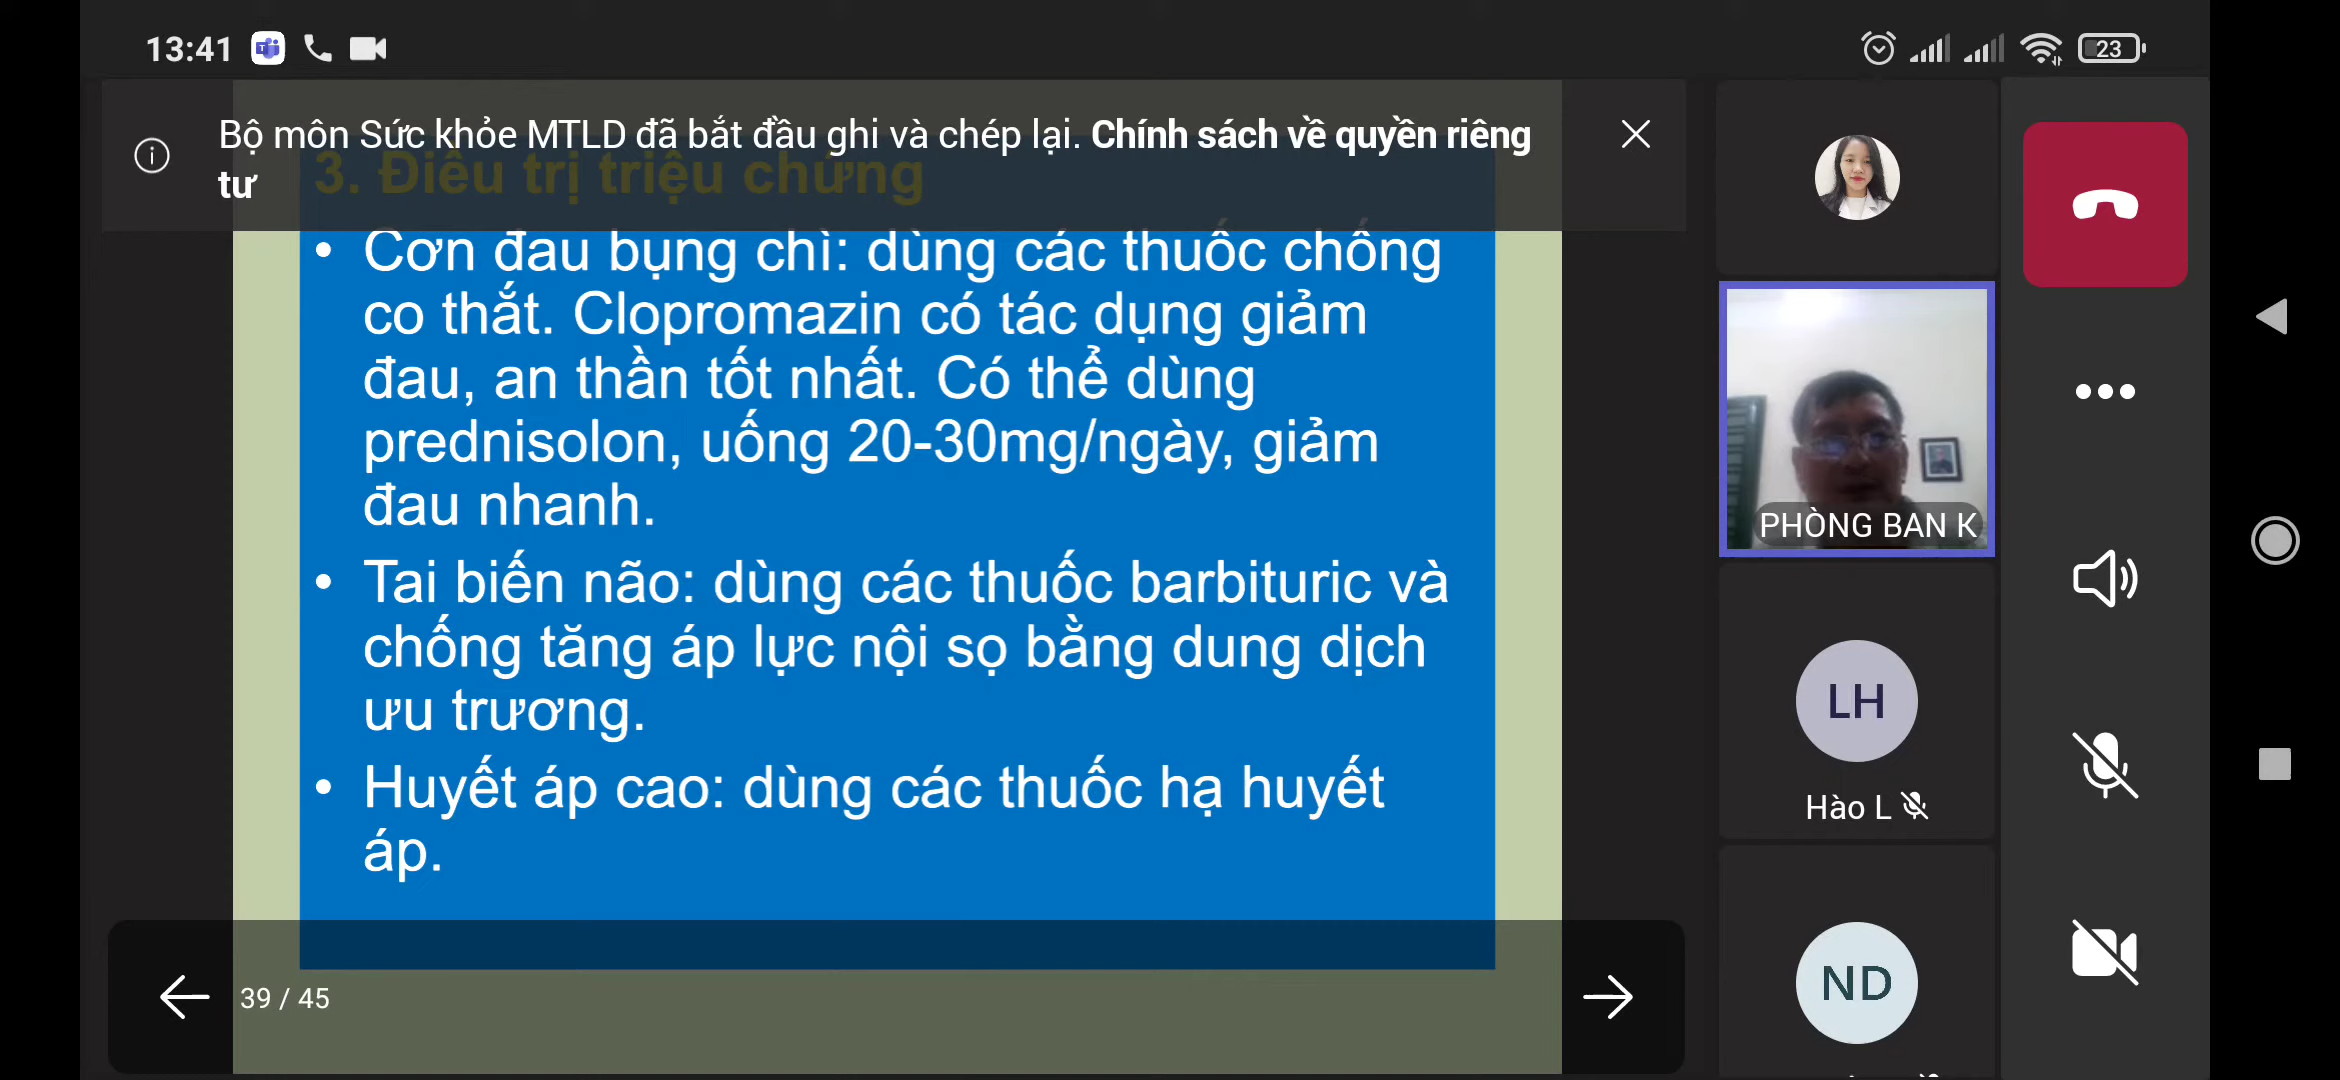 13:41
23
Bộ môn Sức khỏe MTLD đã bắt đầu ghi và chép lại. Chính sách về quyền riêng
tư
3. Điều trị triệu chứng
• Cơn đau bụng chì: dùng các thuốc chống
co thắt. Clopromazin có tác dụng giảm
đau, an thần tốt nhất. Có thể dùng
prednisolon, uống 20-30mg/ngày, giảm
đau nhanh.
• Tai biến não: dùng các thuốc barbituric và
chống tăng áp lực nội sọ bằng dung dịch
ưu trương.
• Huyết áp cao: dùng các thuốc hạ huyết
áp.
39 / 45
PHÒNG BAN K
LH
Hào L
ND